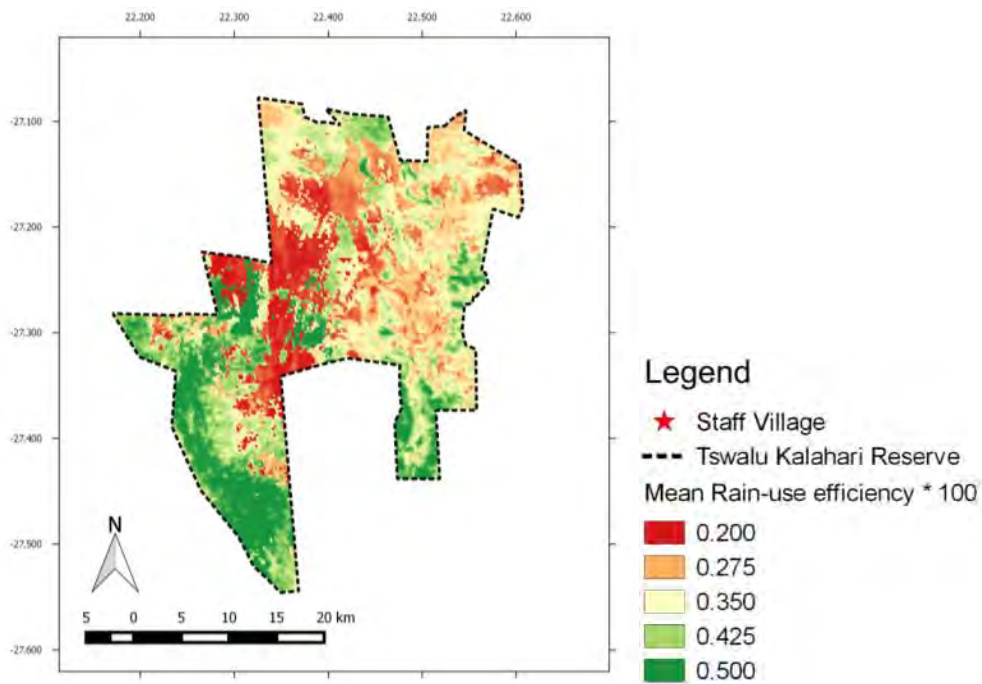 22.200 22.300 22.400 22.500 22.600
-27.100
-27.200
-27.300
-27.400
-27.500
-27.600
N
5 0 5 10 15 20 km
Legend
Staff Village
Tswalu Kalahari Reserve
Mean Rain-use efficiency * 100
0.200
0.275
0.350
0.425
0.500